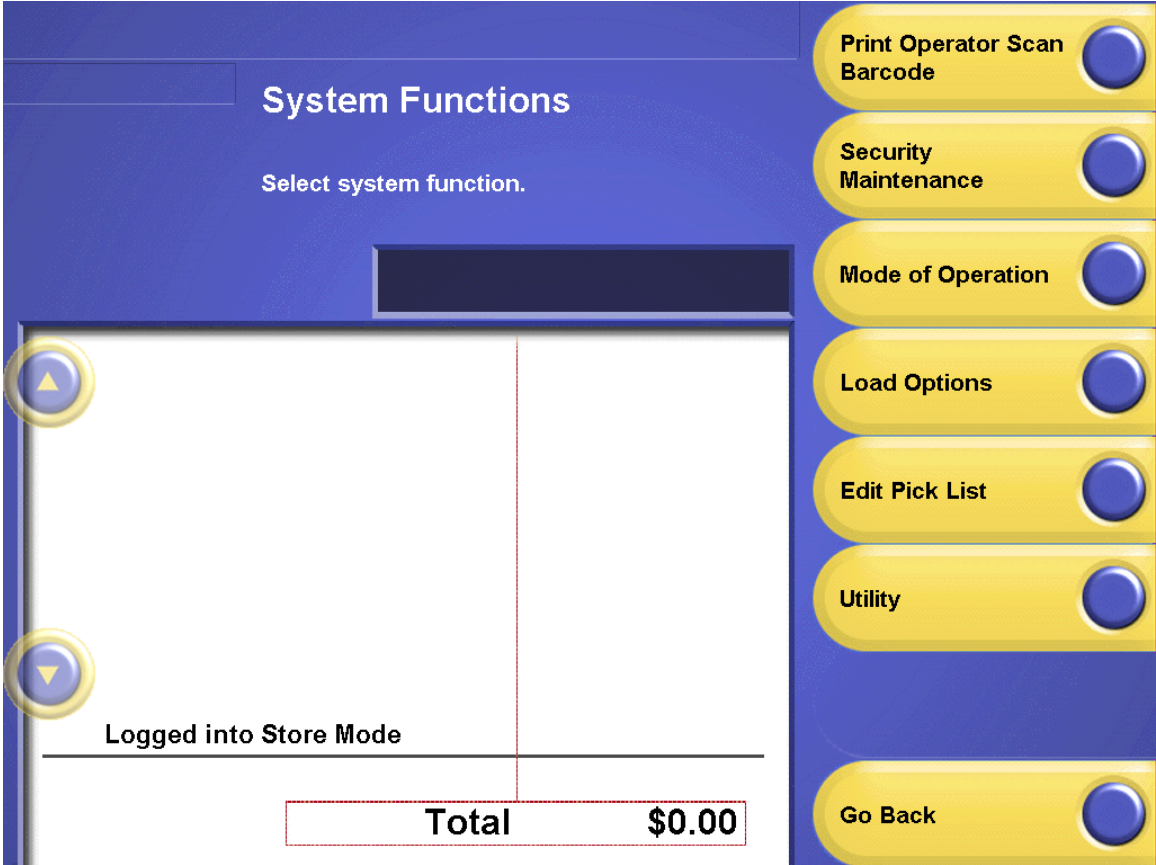 System Functions
Select system function.
Logged into Store Mode
Total $0.00
Print Operator Scan
Barcode
Security
Maintenance
Mode of Operation
Load Options
Edit Pick List
Utility
Go Back